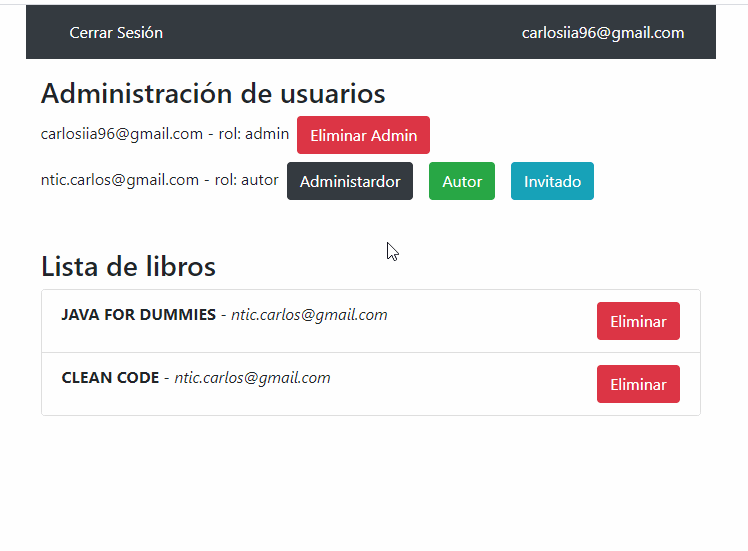 Cerrar Sesión carlosiia96@gmail.com
Administración de usuarios
carlosiia96@gmail.com - rol: admin Eliminar Admin
ntic.carlos@gmail.com - rol: autor Administardor Autor Invitado
Lista de libros
JAVA FOR DUMMIES - ntic.carlos@gmail.com Eliminar
CLEAN CODE - ntic.carlos@gmail.com Eliminar